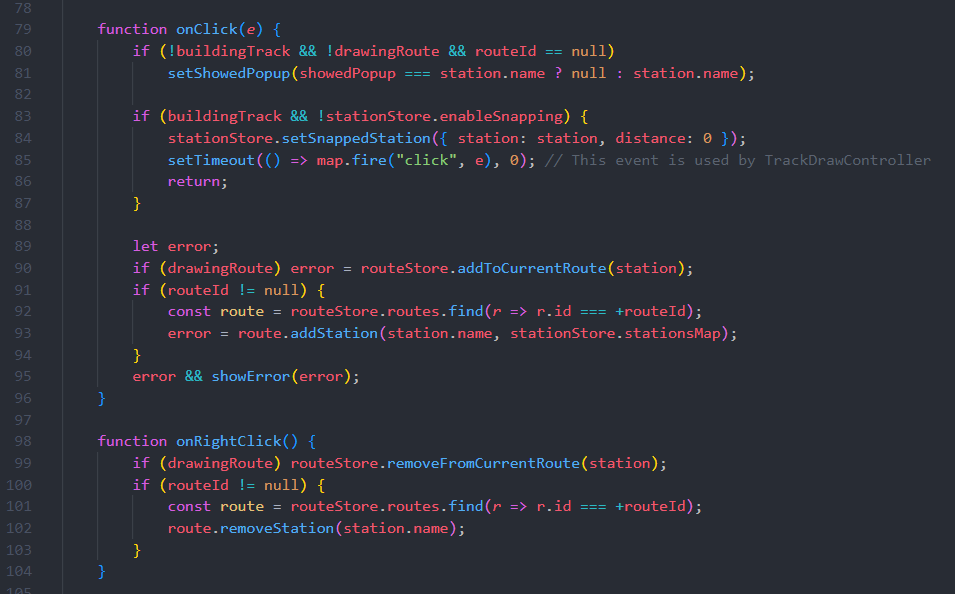 78
79 function onClick(e) {
80 if (!buildingTrack && !drawingRoute && routeId == null)
81 setShowedPopup(showedPopup === station.name ? null : station.name);
82
83 if (buildingTrack && !stationStore.enableSnapping) {
84 stationStore.setSnappedStation({ station: station, distance: 0 });
85 setTimeout(() => map.fire("click", e), 0); // This event is used by TrackDrawController
86 return;
87 }
88
89 let error;
90 if (drawingRoute) error = routeStore.addToCurrentRoute(station);
91 if (routeId != null) {
92 const route = routeStore.routes.find(r => r.id === +routeId);
93 error = route.addStation(station.name, stationStore.stationsMap);
94 }
95 error && showError(error);
96 }
97
98 function onRightClick() {
99 if (drawingRoute) routeStore.removeFromCurrentRoute(station);
100 if (routeId != null) {
101 const route = routeStore.routes.find(r => r.id === +routeId);
102 route.removeStation(station.name);
103 }
104 }
105